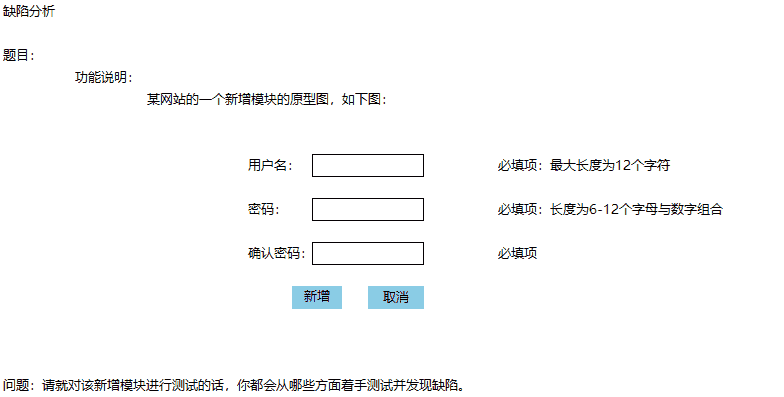 缺陷分析
题目：
功能说明：
某网站的一个新增模块的原型图，如下图：
用户名： 必填项：最大长度为12个字符
密码： 必填项：长度为6-12个字母与数字组合
确认密码： 必填项
新增 取消
问题：请就对该新增模块进行测试的话，你都会从哪些方面着手测试并发现缺陷。